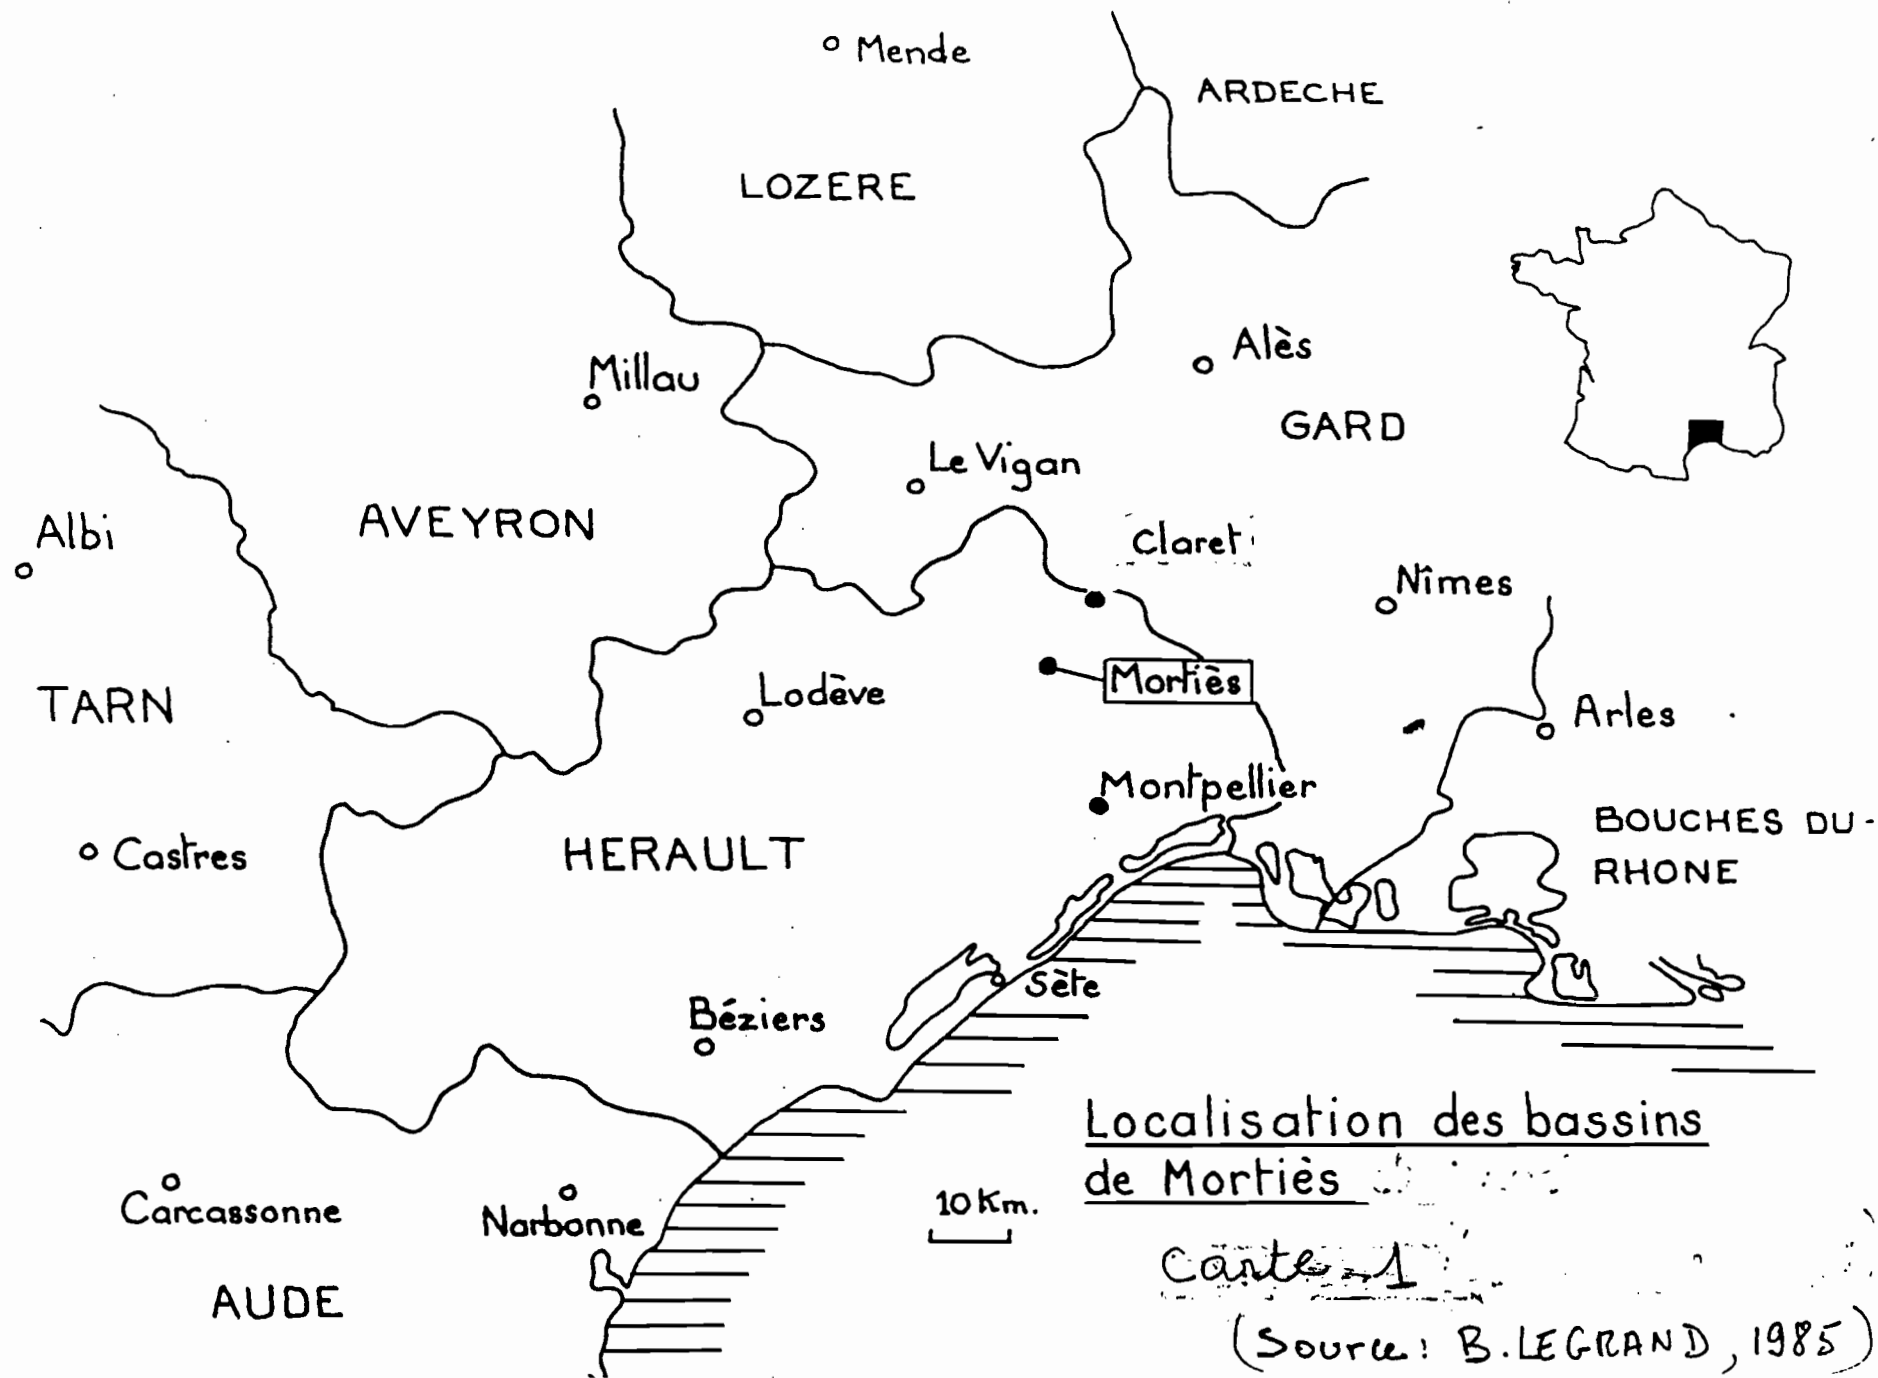 Mende
ARDECHE
LOZERE
Alès
Millau
GARD
Le Vigan
AVEYRON
Albi
Claret
Nîmes
TARN
Lodève
Mortiès
Arles
Montpellier
BOUCHES DU-
RHONE
Castres
HERAULT
Sète
Béziers
Localisation des bassins
de Mortiès
10 Km.
Carcassonne
Narbonne
Carte 1
AUDE
(Source: B. LEGRAND, 1985)